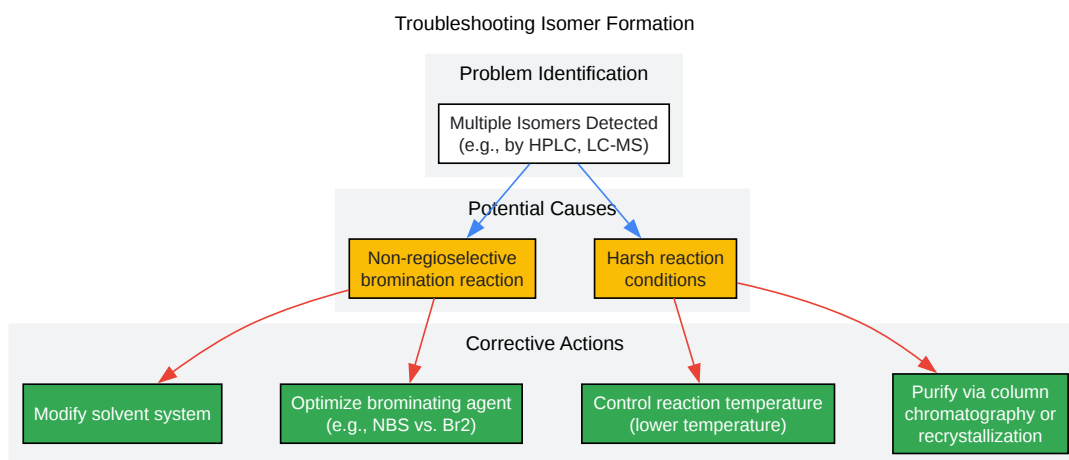 Troubleshooting Isomer Formation
Problem Identification
Multiple Isomers Detected
(e.g., by HPLC, LC-MS)
Potential Causes
Non-regioselective
bromination reaction
Harsh reaction
conditions
Corrective Actions
Modify solvent system
Optimize brominating agent
(e.g., NBS vs. Br2)
Control reaction temperature
(lower temperature)
Purify via column
chromatography or
recrystallization